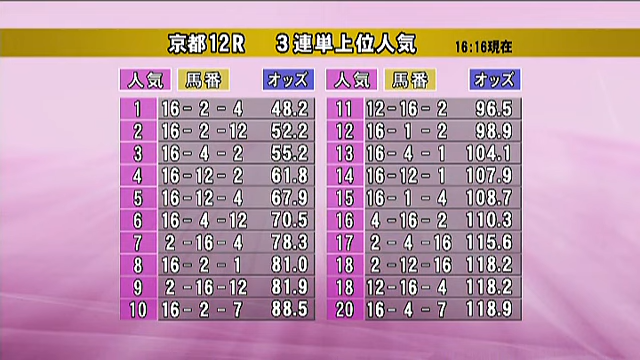 京都12R 3連単上位人気 16:16現在
人気 馬番 オッズ 人気 馬番 オッズ
1 16- 2 - 4 48.2 11 12-16- 2 96.5
2 16- 2 -12 52.2 12 16- 1 - 2 98.9
3 16- 4 - 2 55.2 13 16- 4 - 1 104.1
4 16-12- 2 61.8 14 16-12- 1 107.9
5 16-12- 4 67.9 15 16- 1 - 4 108.7
6 16- 4 -12 70.5 16 4 -16- 2 110.3
7 2 -16- 4 78.3 17 2 - 4 -16 115.6
8 16- 2 - 1 81.0 18 2 -12-16 118.2
9 2 -16-12 81.9 18 12-16- 4 118.2
10 16- 2 - 7 88.5 20 16- 4 - 7 118.9